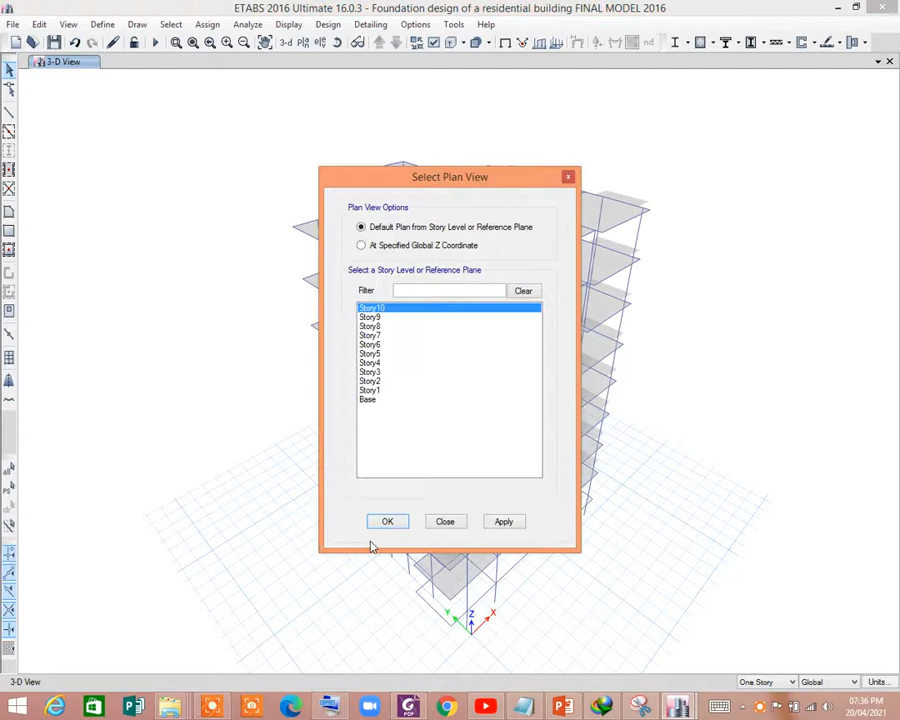 ETABS 2016 Ultimate 16.0.3 - Foundation design of a residential building FINAL MODEL 2016
File Edit View Define Draw Select Assign Analyze Display Design Detailing Options Tools Help
3-d
nd
3-D View
Select Plan View
x
Plan View Options
Default Plan from Story Level or Reference Plane
At Specified Global Z Coordinate
Select a Story Level or Reference Plane
Filter
Clear
Story10
Story9
Story8
Story7
Story6
Story5
Story4
Story3
Story2
Story1
Base
OK Close Apply
Y Z X
3-D View
One Story Global Units...
07:36 PM
20/04/2021